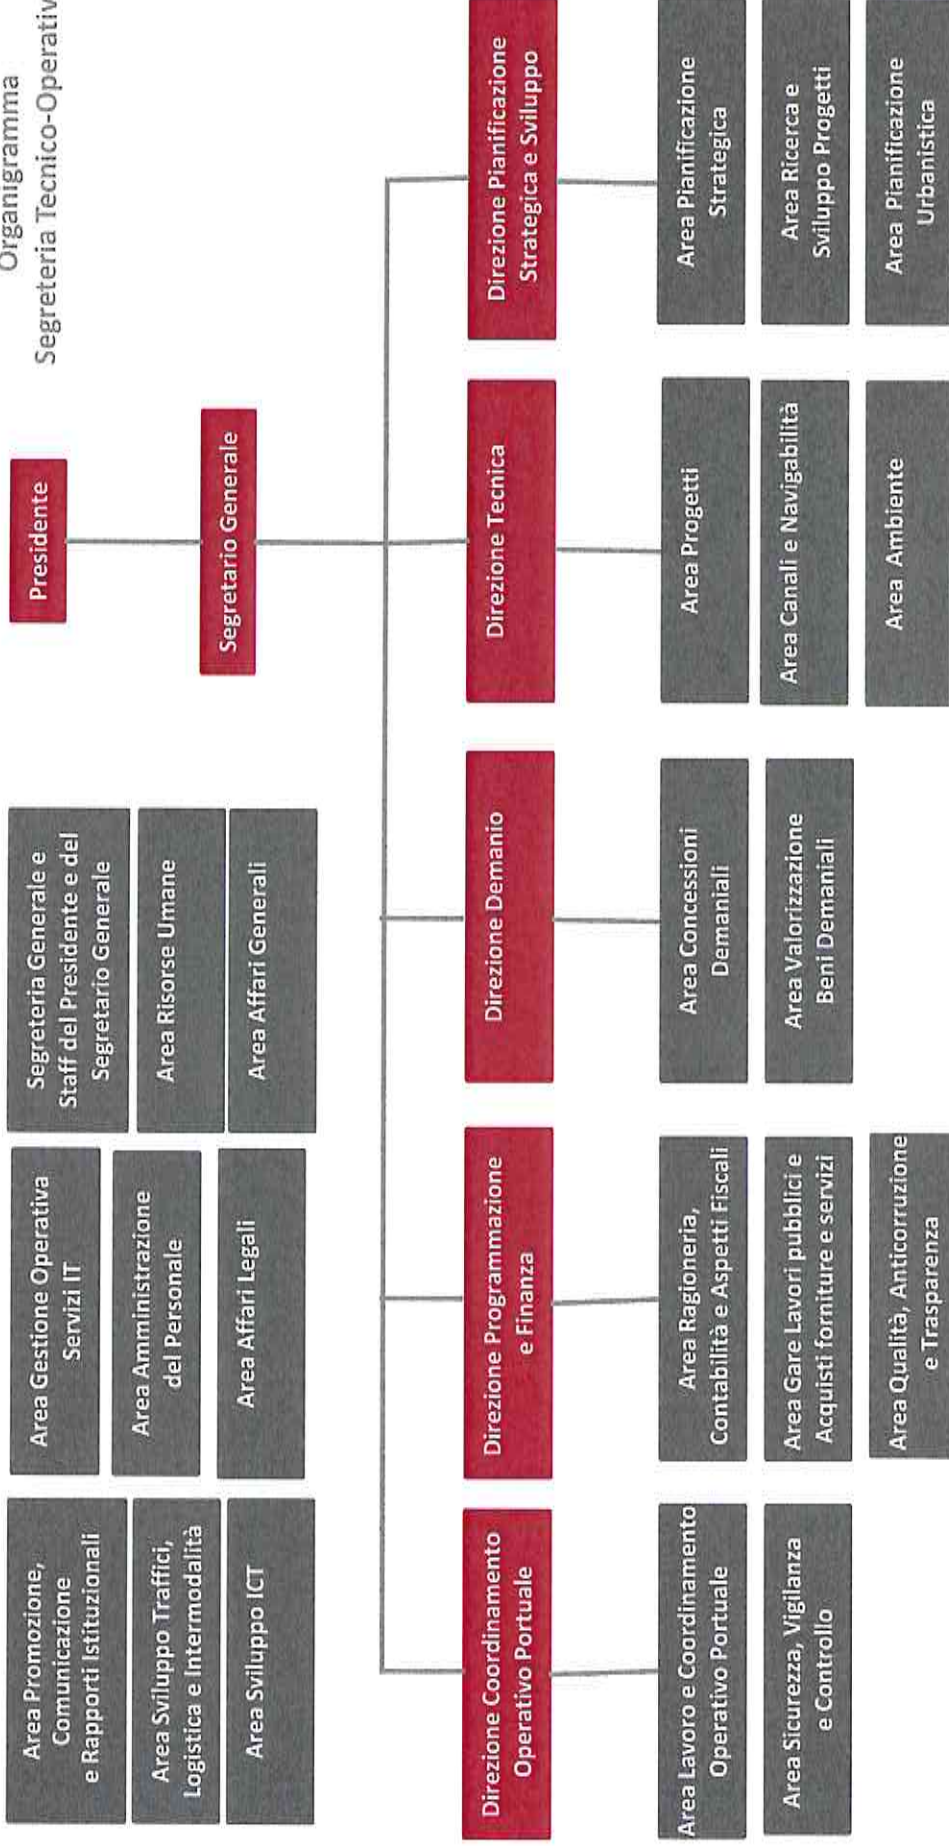 Organigramma
Segreteria Tecnico-Operativ
Presidente
Segretario Generale
Area Promozione,
Comunicazione
e Rapporti Istituzionali
Area Sviluppo Traffici,
Logistica e Intermodalità
Area Sviluppo ICT
Area Gestione Operativa
Servizi IT
Area Amministrazione
del Personale
Area Affari Legali
Segreteria Generale e
Staff del Presidente e del
Segretario Generale
Area Risorse Umane
Area Affari Generali
Direzione Coordinamento
Operativo Portuale
Direzione Programmazione
e Finanza
Direzione Demanio
Direzione Tecnica
Direzione Pianificazione
Strategica e Sviluppo
Area Lavoro e Coordinamento
Operativo Portuale
Area Sicurezza, Vigilanza
e Controllo
Area Ragioneria,
Contabilità e Aspetti Fiscali
Area Gare Lavori pubblici e
Acquisti forniture e servizi
Area Qualità, Anticorruzione
e Trasparenza
Area Concessioni
Demaniali
Area Valorizzazione
Beni Demaniali
Area Progetti
Area Canali e Navigabilità
Area Ambiente
Area Pianificazione
Strategica
Area Ricerca e
Sviluppo Progetti
Area Pianificazione
Urbanistica